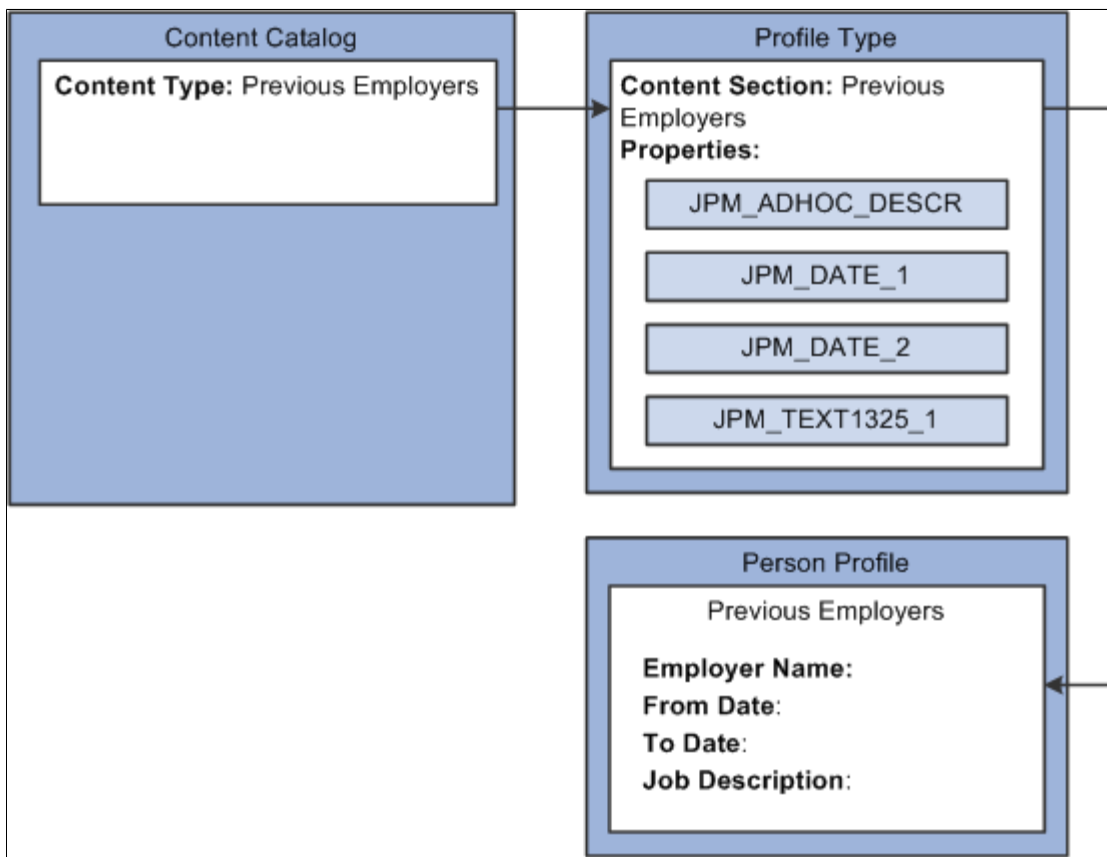 Content Catalog
Content Type: Previous Employers
Profile Type
Content Section: Previous
Employers
Properties:
JPM_ADHOC_DESCR
JPM_DATE_1
JPM_DATE_2
JPM_TEXT1325_1
Person Profile
Previous Employers
Employer Name:
From Date:
To Date:
Job Description: